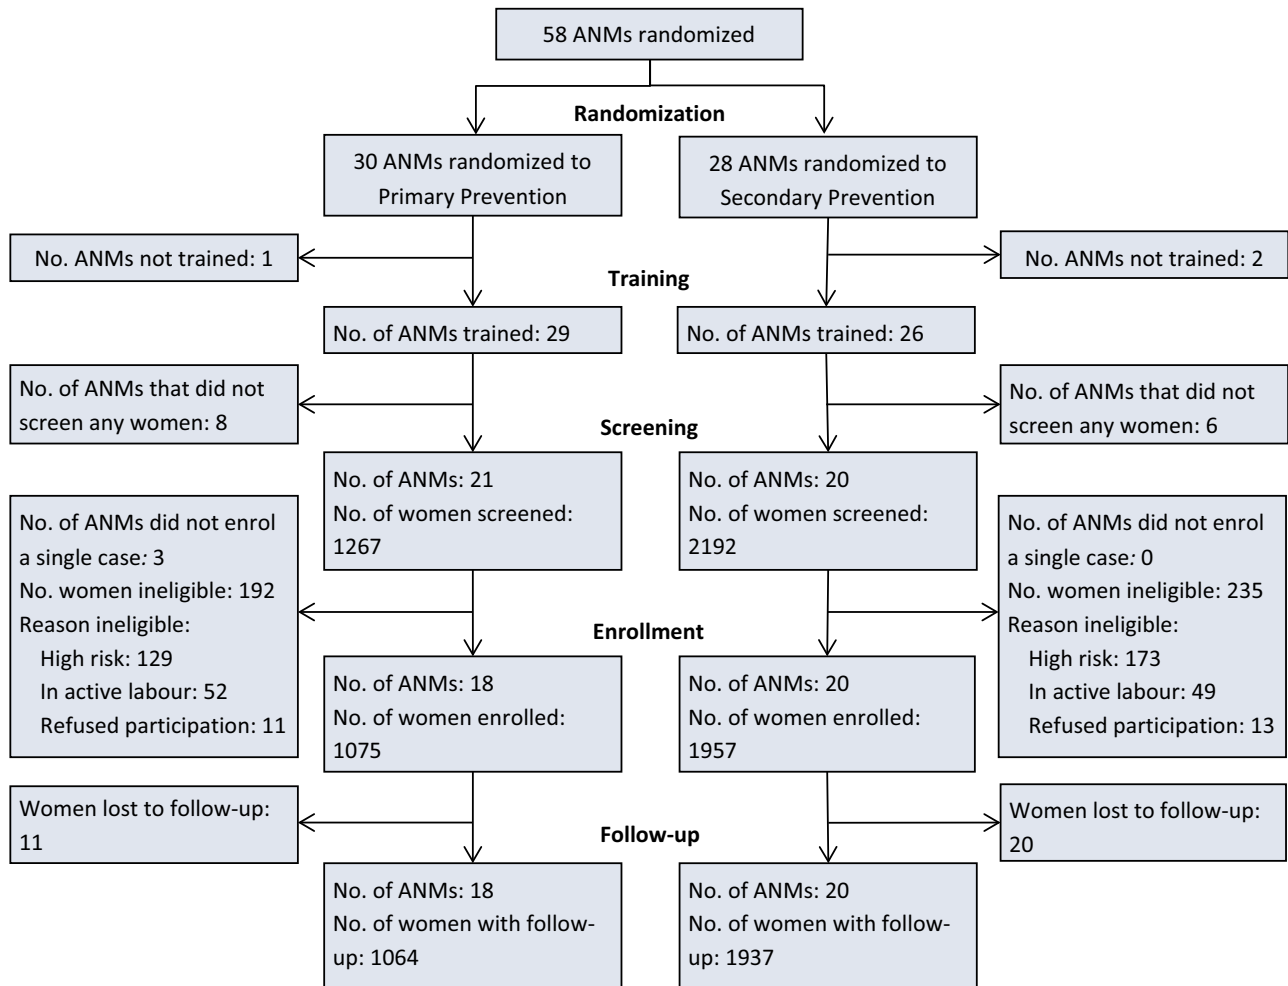 58 ANMs randomized
Randomization
30 ANMs randomized to
Primary Prevention
28 ANMs randomized to
Secondary Prevention
No. ANMs not trained: 1
No. ANMs not trained: 2
Training
No. of ANMs trained: 29
No. of ANMs trained: 26
No. of ANMs that did not
screen any women: 8
No. of ANMs that did not
screen any women: 6
Screening
No. of ANMs: 21
No. of women screened:
1267
No. of ANMs: 20
No. of women screened:
2192
No. of ANMs did not enrol
a single case: 3
No. women ineligible: 192
Reason ineligible:
High risk: 129
In active labour: 52
Refused participation: 11
No. of ANMs did not enrol
a single case: 0
No. women ineligible: 235
Reason ineligible:
High risk: 173
In active labour: 49
Refused participation: 13
Enrollment
No. of ANMs: 18
No. of women enrolled:
1075
No. of ANMs: 20
No. of women enrolled:
1957
Women lost to follow-up:
11
Women lost to follow-up:
20
Follow-up
No. of ANMs: 18
No. of women with follow-
up: 1064
No. of ANMs: 20
No. of women with follow-
up: 1937